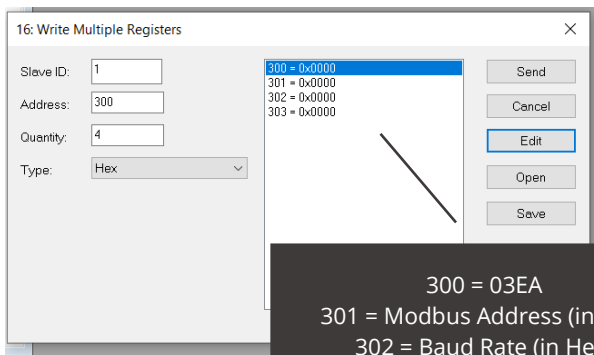 16: Write Multiple Registers
Slave ID: 1
Address: 300
Quantity: 4
Type: Hex
300 = 0x0000
301 = 0x0000
302 = 0x0000
303 = 0x0000
Send
Cancel
Edit
Open
Save
300 = 03EA
301 = Modbus Address (in
302 = Baud Rate (in He